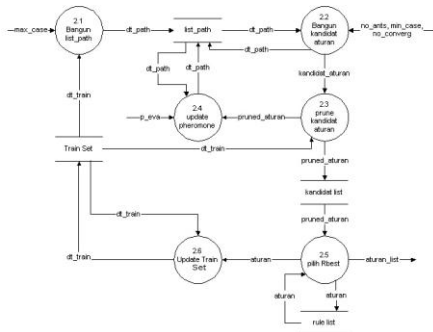 2.1
Bangun
list_path
max_case
dt_path
list_path
dt_path
2.2
Bangun
kandidat
aturan
no_ants, min_case,
no_converg
dt_path
dt_path
dt_path
kandidat_aturan
dt_train
p_eva
2.4
update
pheromone
pruned_aturan
2.3
prune
kandidat
aturan
Train Set
dt_train
pruned_aturan
kandidat list
pruned_aturan
dt_train
dt_train
2.6
Update Train
Set
aturan
2.5
pilih Rbest
aturan_list
aturan
aturan
rule list